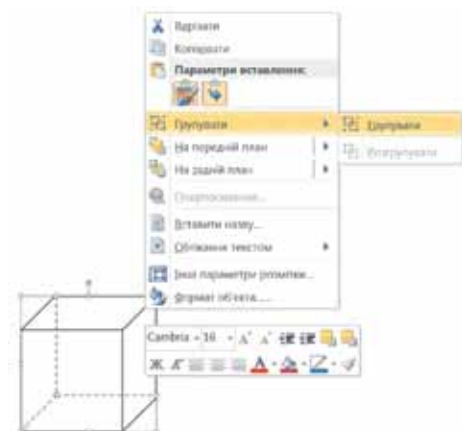 Вирізати
Копіювати
Параметри вставлення:
Групувати
Групувати
На передній план
Розгрупувати
На задній план
Вставити назву...
Обтікання текстом
Інші параметри розмітки...
Формат об'єкта...
Cambria 16
Ж К А